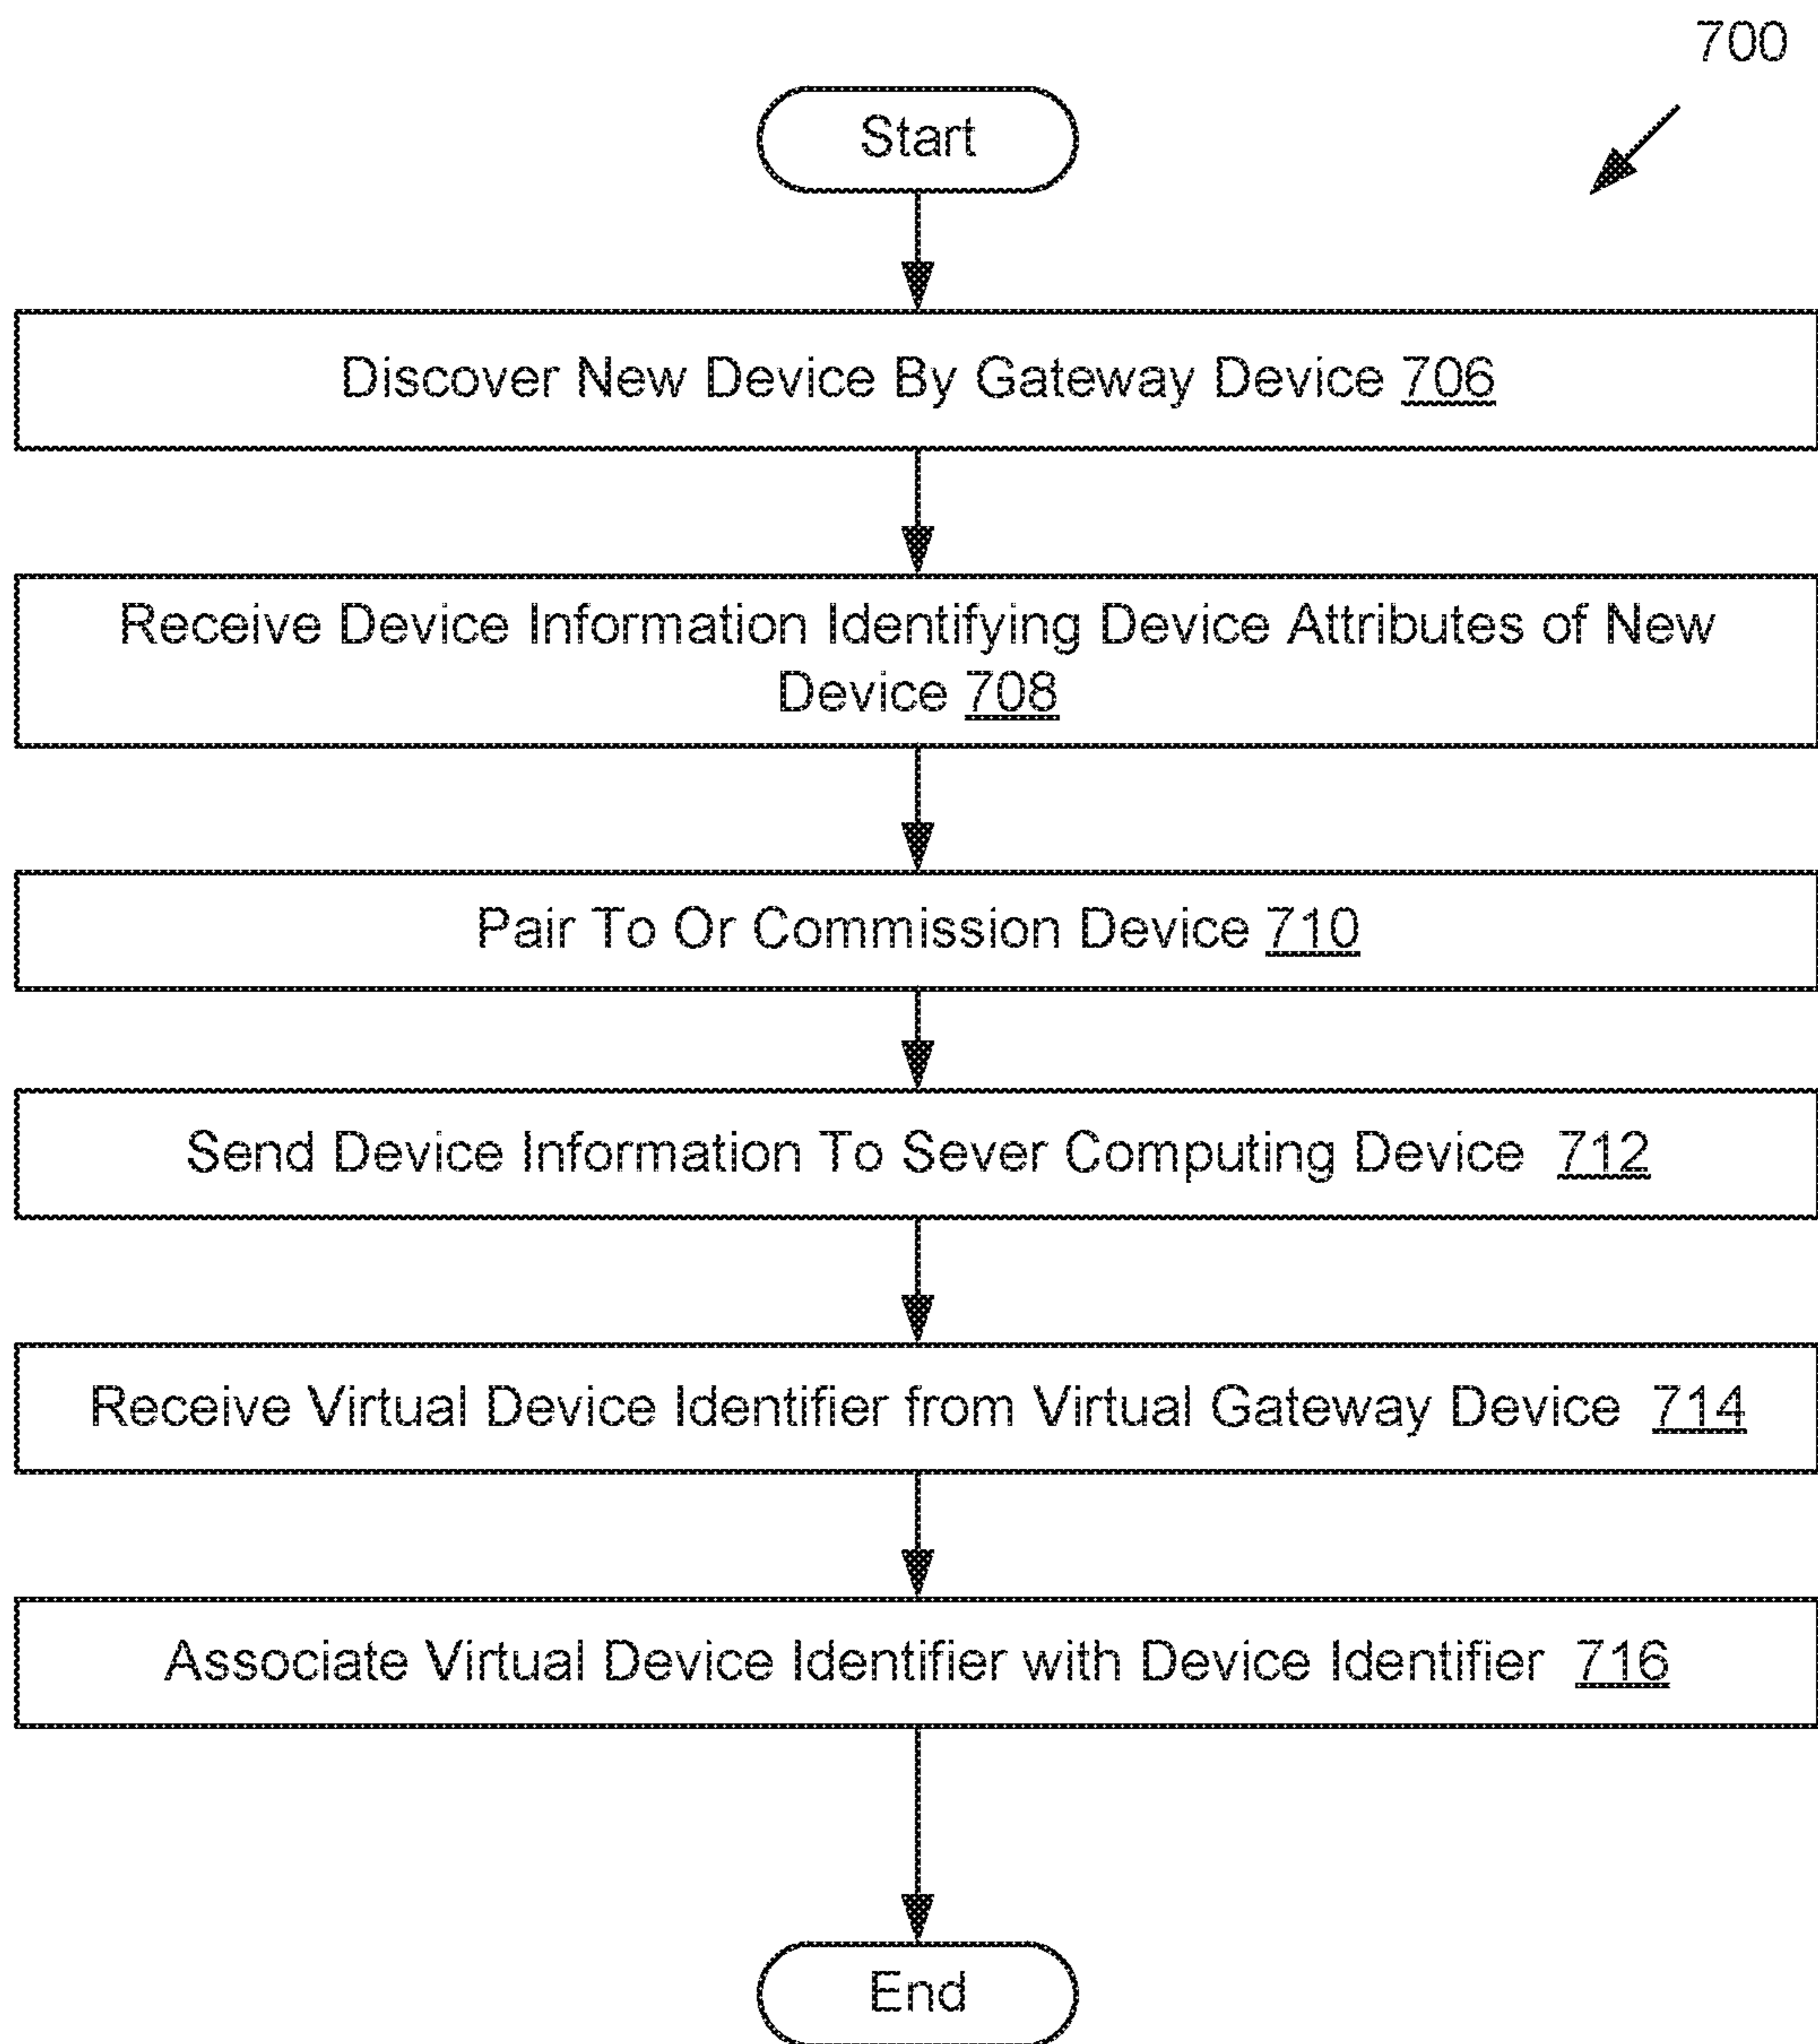 700
Start
Discover New Device By Gateway Device 706
Receive Device Information Identifying Device Attributes of New
Device 708
Pair To Or Commission Device 710
Send Device Information To Sever Computing Device 712
Receive Virtual Device Identifier from Virtual Gateway Device 714
Associate Virtual Device Identifier with Device Identifier 716
End